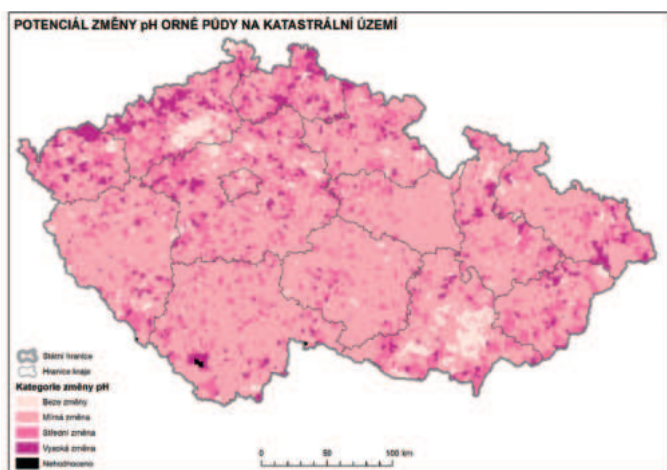 POTENCIÁL ZMĚNY pH ORNÉ PŮDY NA KATASTRÁLNÍ ÚZEMÍ
Státní hranice
Hranice kraje
Kategorie změny pH
Beze změny
Mírná změna
Střední změna
Vysoká změna
Nehodnoceno
0 50 100 km